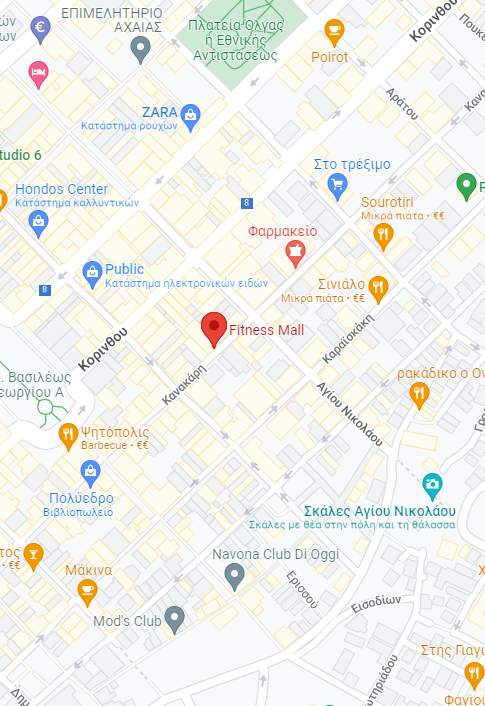 ΕΠΙΜΕΛΗΤΗΡΙΟ
ΑΧΑΪΑΣ
Πλατεία Όλγας
ή Εθνικής
Αντιστάσεως
Κορίνθου
Poirot
ZARA
Κατάστημα ρούχων
Αράτου
tudio 6
Στο τρέξιμο
Hondos Center
Κατάστημα καλλυντικών
Sourotiri
Μικρά πιάτα • €€
8
Φαρμακείο
Public
Κατάστημα ηλεκτρονικών ειδών
Σινιάλο
Μικρά πιάτα • €€
8
Fitness Mall
Κορίνθου
Κανακάρη
Καραϊσκάκη
. Βασιλέως
εωργίου Α
ρακάδικο ο Ον
Αγίου Νικολάου
Ψητόπολις
Barbecue • €€
Πολύεδρο
Βιβλιοπωλείο
Σκάλες Αγίου Νικολάου
Σκάλες με θέα στην πόλη και τη θάλασσα
τος
• €€
Μάκινα
Navona Club Di Oggi
Ερισσού
Εισοδίων
Mod's Club
Στης Γιαγι
Φαγιο
υτηριάδου
Δημ